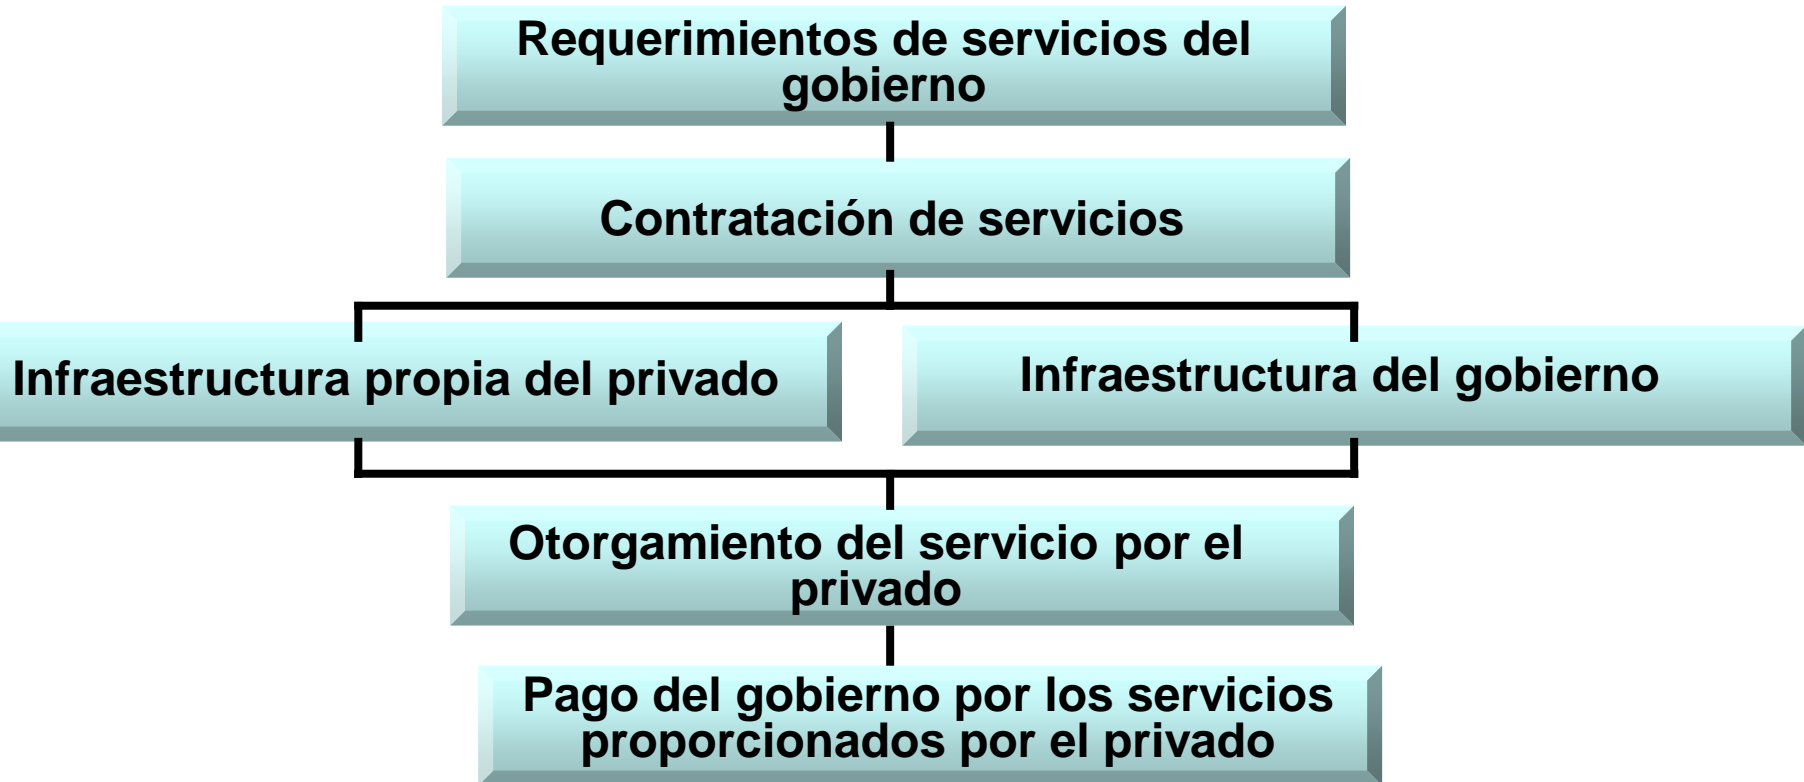 Requerimientos de servicios del
gobierno
Contratación de servicios
Infraestructura propia del privado
Infraestructura del gobierno
Otorgamiento del servicio por el
privado
Pago del gobierno por los servicios
proporcionados por el privado